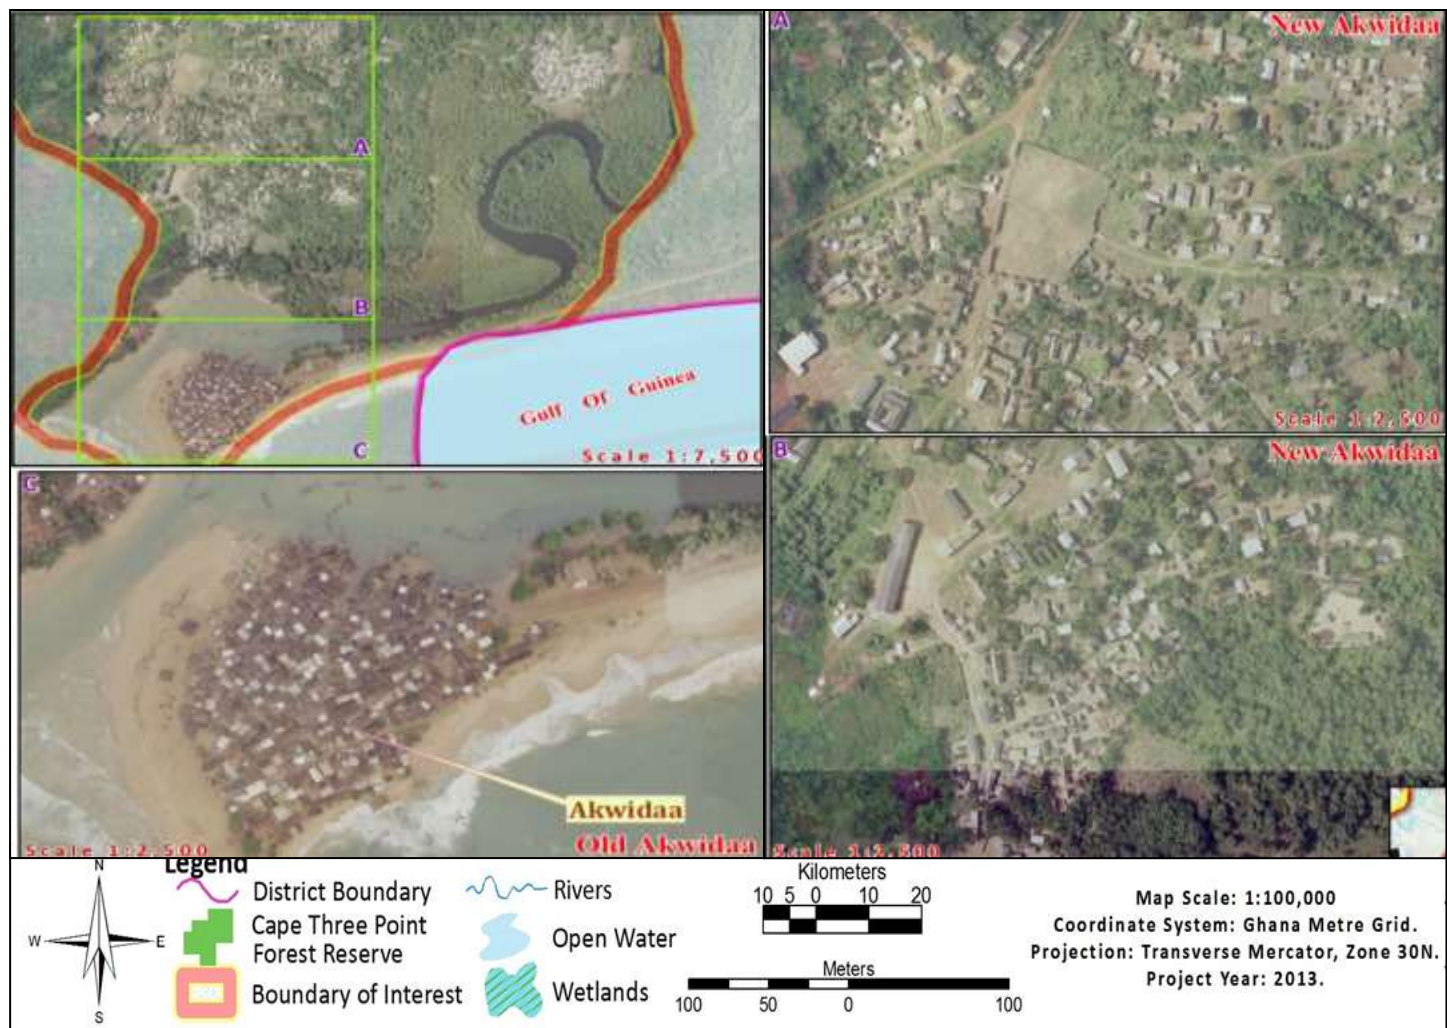 A
B
C
Gulf Of Guinea
Scale 1:7,500
A
New Akwidaa
Scale 1:2,500
B
New Akwidaa
Scale 1:2,500
C
Akwidaa
Old Akwidaa
Scale 1:2,500
N
W
E
S
Legend
District Boundary
Cape Three Point
Forest Reserve
Boundary of Interest
Rivers
Open Water
Wetlands
Kilometers
10 5 0 10 20
Meters
100 50 0 100
Map Scale: 1:100,000
Coordinate System: Ghana Metre Grid.
Projection: Transverse Mercator, Zone 30N.
Project Year: 2013.